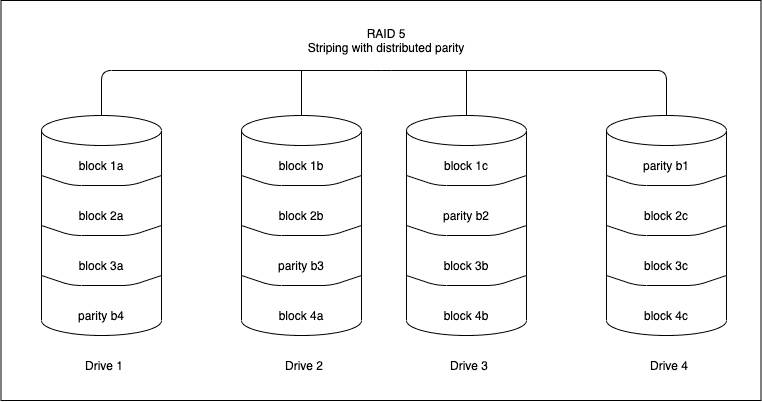 RAID 5
Striping with distributed parity
block 1a
block 1b
block 1c
parity b1
block 2a
block 2b
parity b2
block 2c
block 3a
parity b3
block 3b
block 3c
parity b4
block 4a
block 4b
block 4c
Drive 1
Drive 2
Drive 3
Drive 4